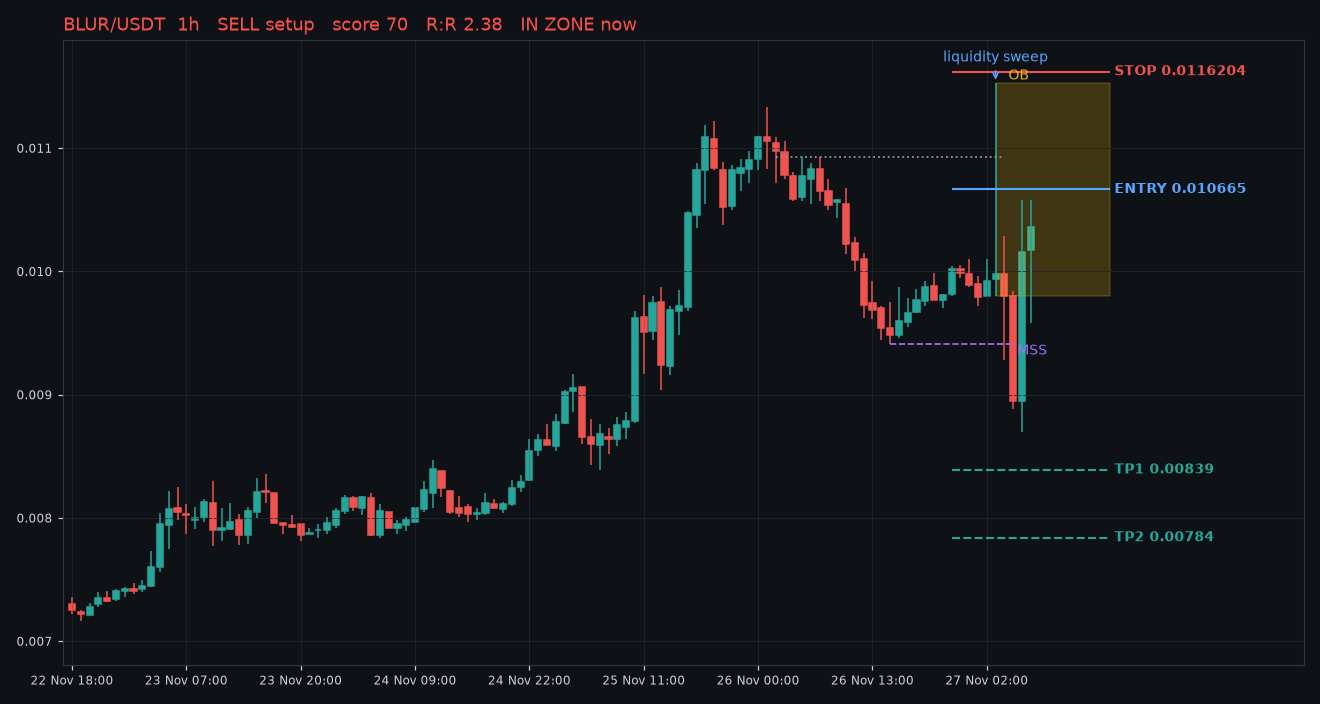 BLUR/USDT 1h SELL setup score 70 R:R 2.38 IN ZONE now
liquidity sweep
OB
STOP 0.0116204
0.011
ENTRY 0.010665
0.010
MSS
0.009
TP1 0.00839
0.008
TP2 0.00784
0.007
22 Nov 18:00 23 Nov 07:00 23 Nov 20:00 24 Nov 09:00 24 Nov 22:00 25 Nov 11:00 26 Nov 00:00 26 Nov 13:00 27 Nov 02:00